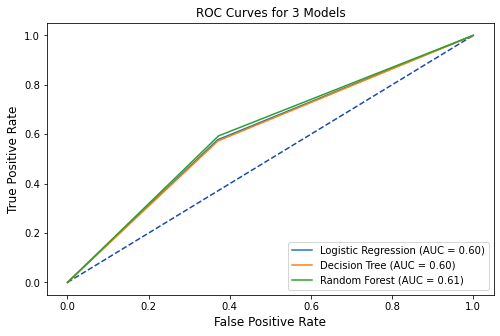 ROC Curves for 3 Models
True Positive Rate
1.0
0.8
0.6
0.4
0.2
0.0
0.0 0.2 0.4 0.6 0.8 1.0
False Positive Rate
Logistic Regression (AUC = 0.60)
Decision Tree (AUC = 0.60)
Random Forest (AUC = 0.61)